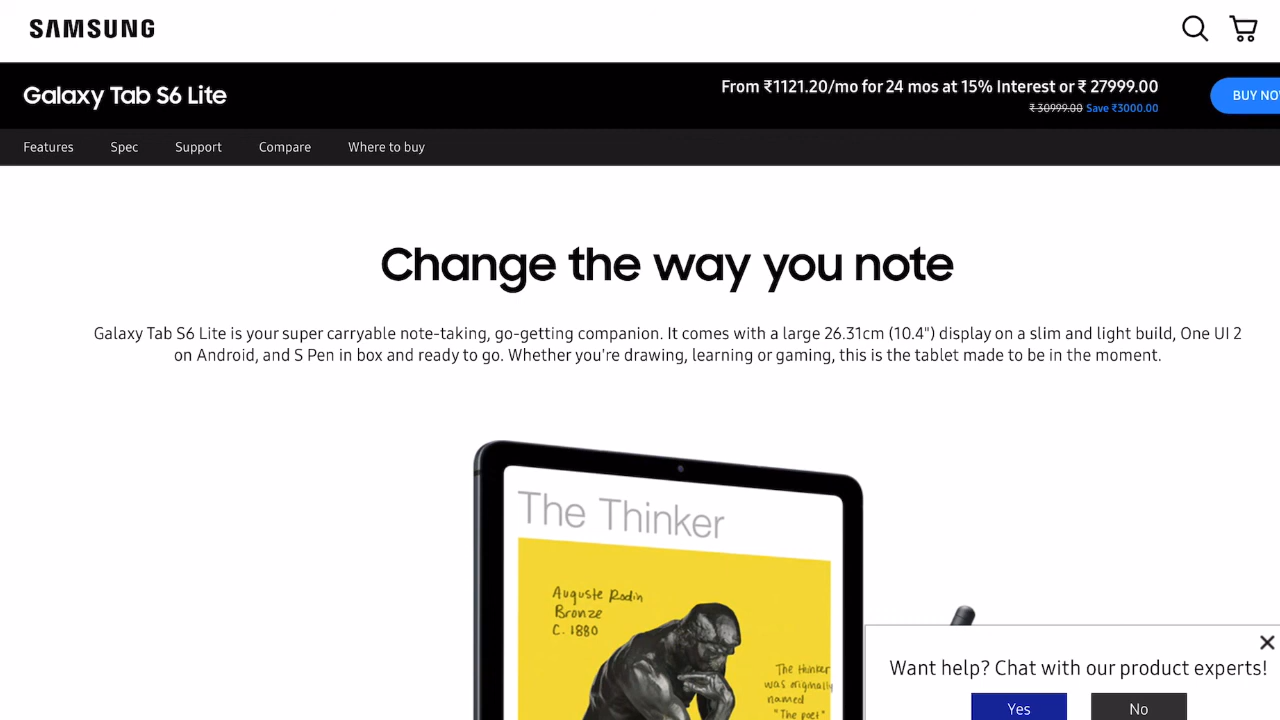 SAMSUNG
Galaxy Tab S6 Lite
From ₹1121.20/mo for 24 mos at 15% Interest or ₹ 27999.00
₹ 30999.00 Save ₹3000.00
BUY
Features Spec Support Compare Where to buy
Change the way you note
Galaxy Tab S6 Lite is your super carryable note-taking, go-getting companion. It comes with a large 26.31cm (10.4") display on a slim and light build, One UI 2
on Android, and S Pen in box and ready to go. Whether you're drawing, learning or gaming, this is the tablet made to be in the moment.
The Thinker
Auguste Rodin
Bronze
C. 1880
The thinker
was originally
named
"The poet"
Want help? Chat with our product experts!
Yes No